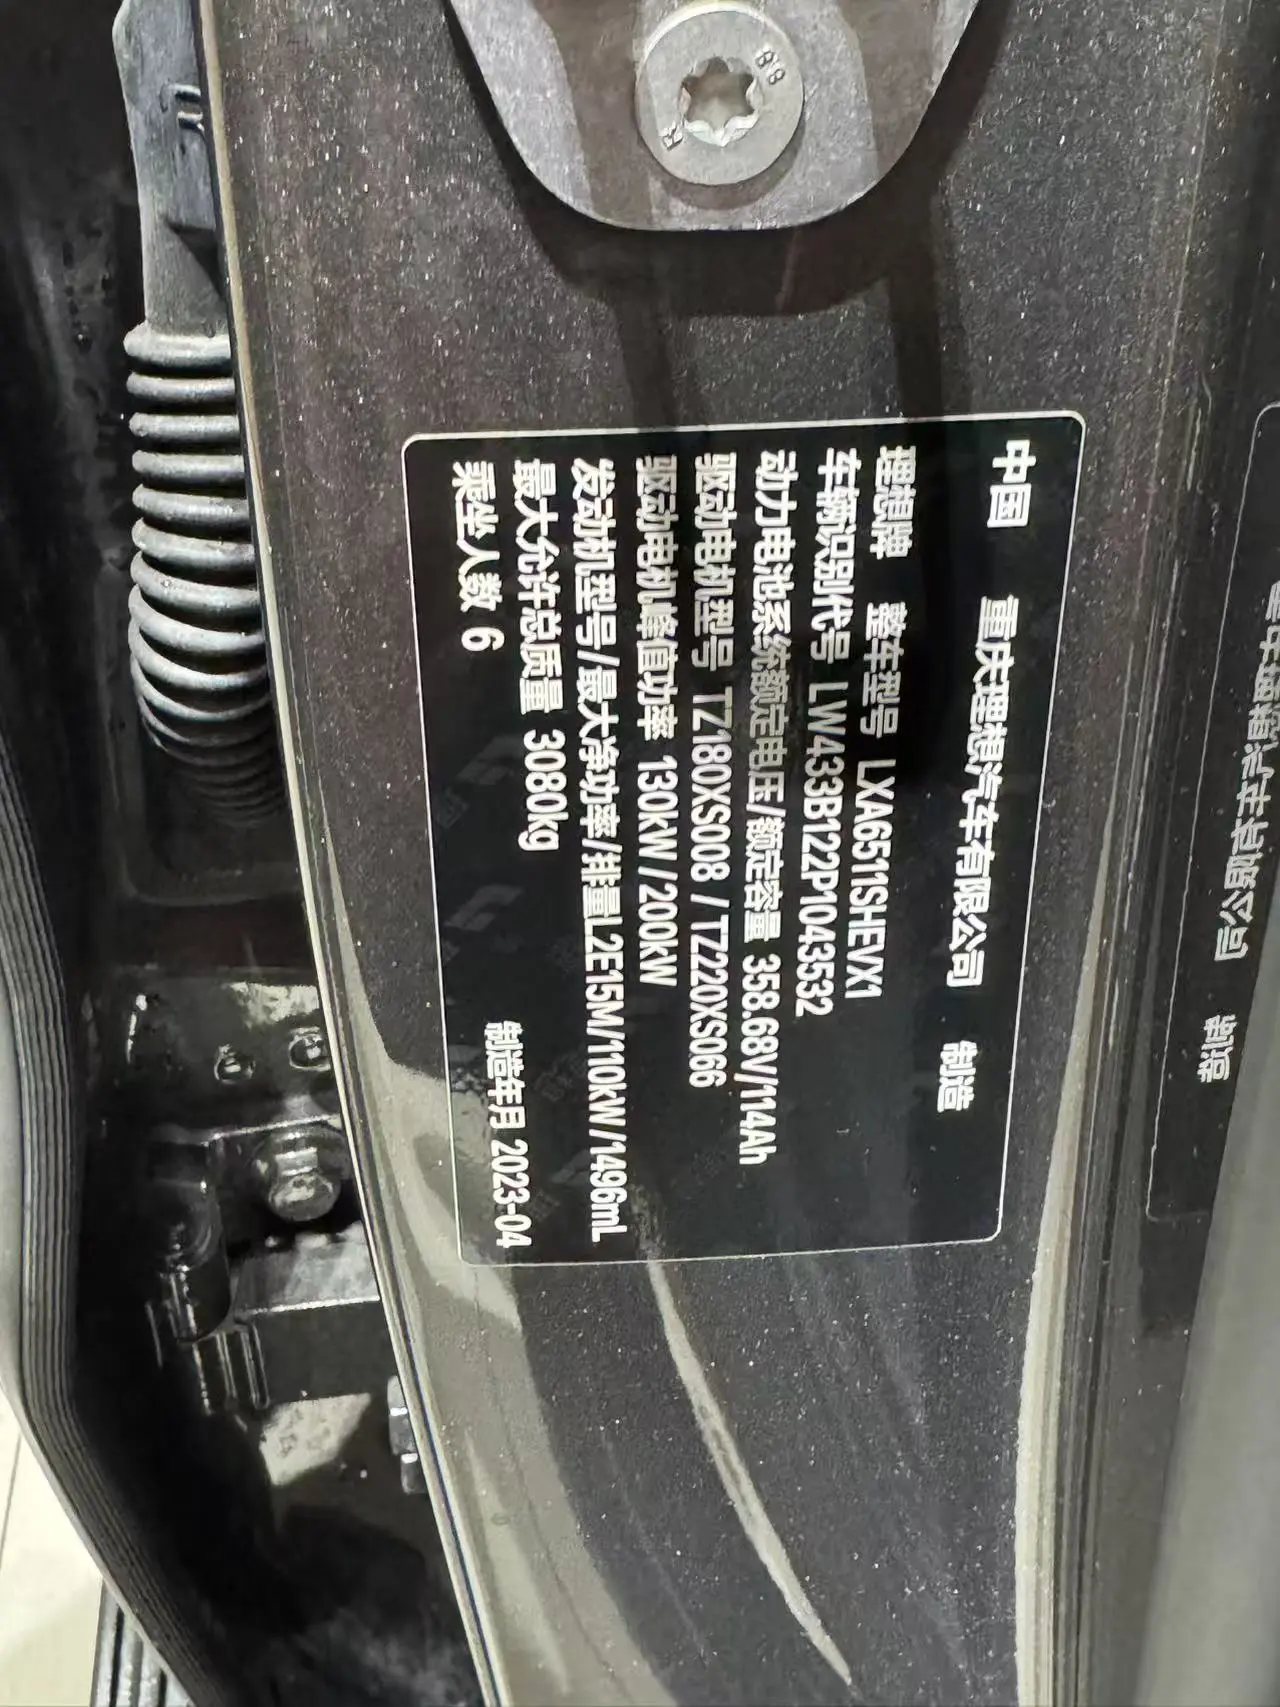 中国 重庆理想汽车有限公司 制造
理想牌 整车型号 LXA6511SHEVX1
车辆识别代号 LW433B122P1043532
动力电池系统额定电压/额定容量 358.68V/114Ah
驱动电机型号 TZ180XS008 / TZ220XS066
驱动电机峰值功率 130kW/200kW
发动机型号/最大净功率/排量L2E15M/110kW/1496mL
最大允许总质量 3080kg
乘坐人数 6 制造年月 2023-04
8.8